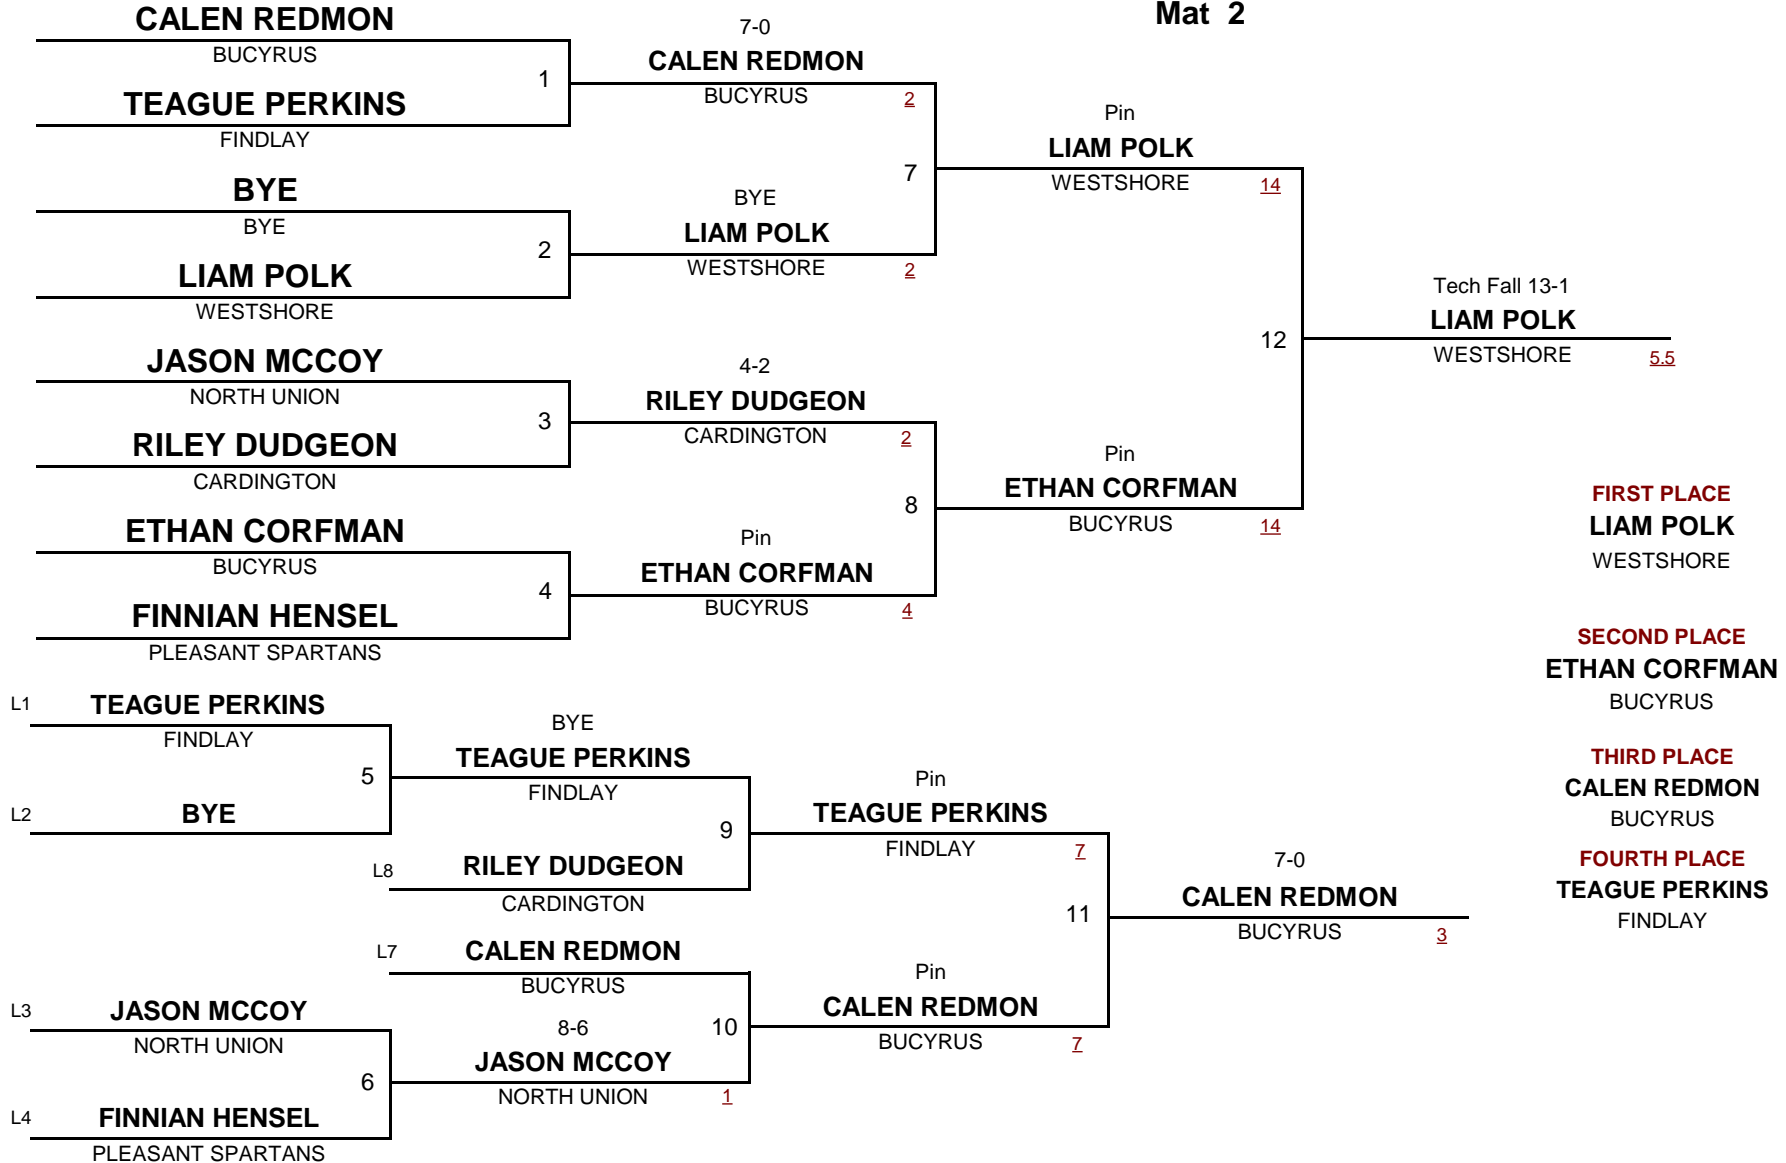 Mat 2
CALEN REDMON
BUCYRUS
1
TEAGUE PERKINS
FINDLAY
7-0
CALEN REDMON
BUCYRUS
2
BYE
BYE
2
LIAM POLK
WESTSHORE
BYE
LIAM POLK
WESTSHORE
2
7
Pin
LIAM POLK
WESTSHORE
14
JASON MCCOY
NORTH UNION
3
RILEY DUDGEON
CARDINGTON
4-2
RILEY DUDGEON
CARDINGTON
2
ETHAN CORFMAN
BUCYRUS
4
FINNIAN HENSEL
PLEASANT SPARTANS
Pin
ETHAN CORFMAN
BUCYRUS
4
8
Pin
ETHAN CORFMAN
BUCYRUS
14
12
Tech Fall 13-1
LIAM POLK
WESTSHORE
5.5
FIRST PLACE
LIAM POLK
WESTSHORE
SECOND PLACE
ETHAN CORFMAN
BUCYRUS
THIRD PLACE
CALEN REDMON
BUCYRUS
FOURTH PLACE
TEAGUE PERKINS
FINDLAY
L1
TEAGUE PERKINS
FINDLAY
5
L2
BYE
BYE
TEAGUE PERKINS
FINDLAY
9
L8
RILEY DUDGEON
CARDINGTON
Pin
TEAGUE PERKINS
FINDLAY
7
L7
CALEN REDMON
BUCYRUS
10
L3
JASON MCCOY
NORTH UNION
6
L4
FINNIAN HENSEL
PLEASANT SPARTANS
8-6
JASON MCCOY
NORTH UNION
1
Pin
CALEN REDMON
BUCYRUS
7
11
7-0
CALEN REDMON
BUCYRUS
3